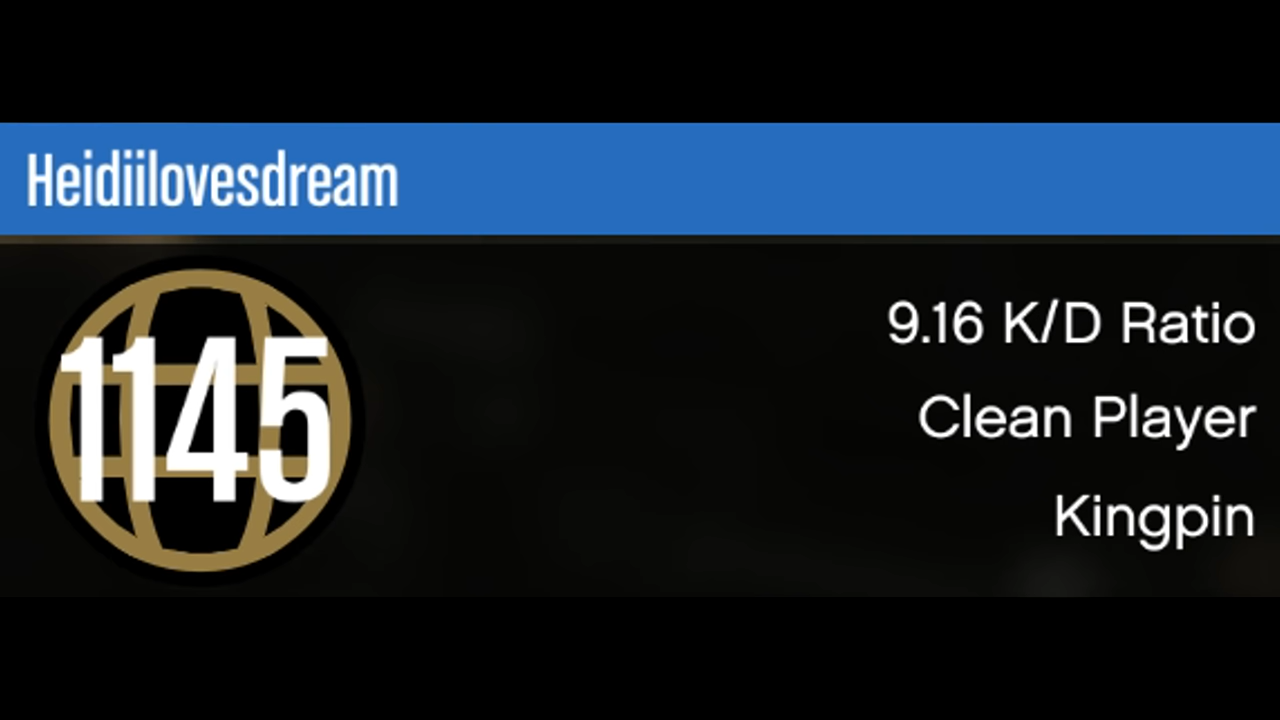 Heidiilovesdream
1145
9.16 K/D Ratio
Clean Player
Kingpin